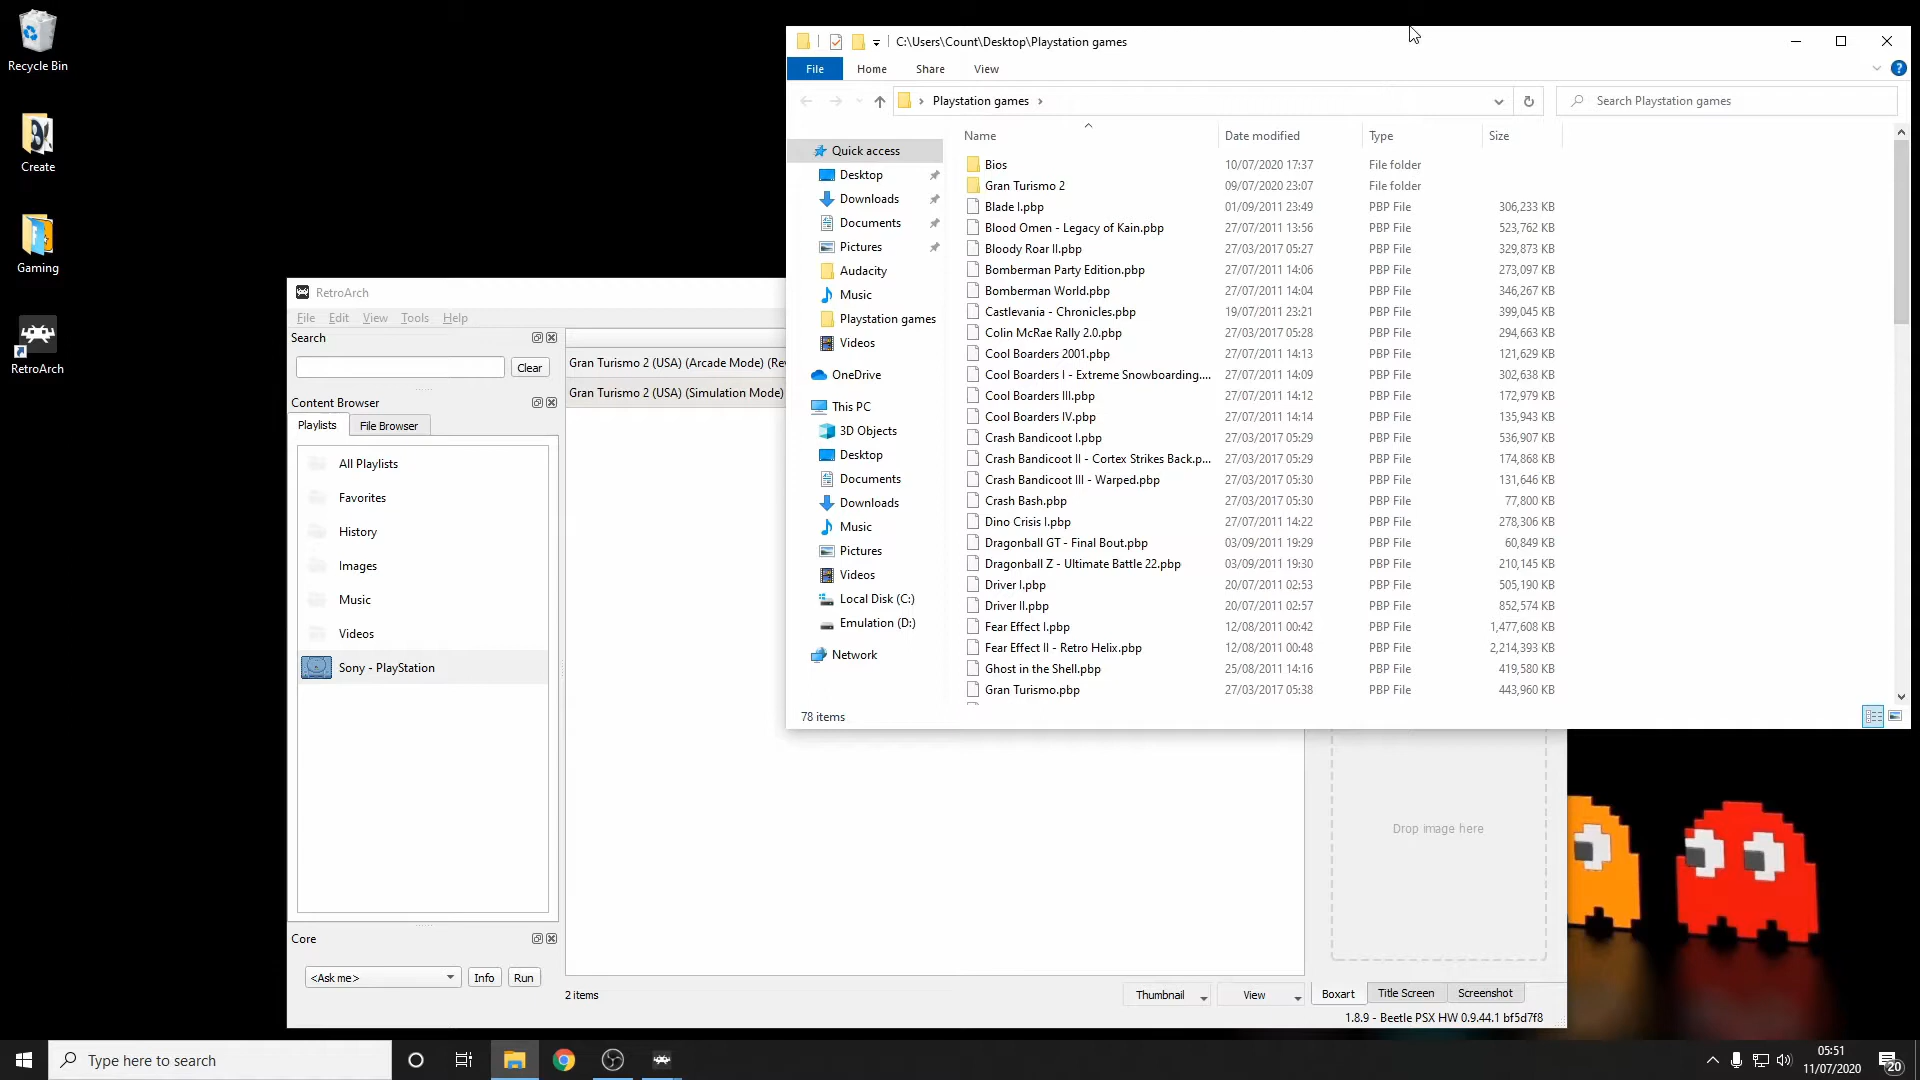 Recycle Bin
Create
Gaming
RetroArch
C:\Users\Count\Desktop\Playstation games
File Home Share View
Playstation games
Search Playstation games
Quick access
Desktop
Downloads
Documents
Pictures
Audacity
Music
Playstation games
Videos
OneDrive
This PC
3D Objects
Desktop
Documents
Downloads
Music
Pictures
Videos
Local Disk (C:)
Emulation (D:)
Network
Name Date modified Type Size
Bios 10/07/2020 17:37 File folder
Gran Turismo 2 09/07/2020 23:07 File folder
Blade I.pbp 01/09/2011 23:49 PBP File 306,233 KB
Blood Omen - Legacy of Kain.pbp 27/07/2011 13:56 PBP File 523,762 KB
Bloody Roar II.pbp 27/03/2017 05:27 PBP File 329,873 KB
Bomberman Party Edition.pbp 27/07/2011 14:06 PBP File 273,097 KB
Bomberman World.pbp 27/07/2011 14:04 PBP File 346,267 KB
Castlevania - Chronicles.pbp 19/07/2011 23:21 PBP File 399,045 KB
Colin McRae Rally 2.0.pbp 27/03/2017 05:28 PBP File 294,663 KB
Cool Boarders 2001.pbp 27/07/2011 14:13 PBP File 121,629 KB
Cool Boarders I - Extreme Snowboarding.... 27/07/2011 14:09 PBP File 302,638 KB
Cool Boarders III.pbp 27/07/2011 14:12 PBP File 172,979 KB
Cool Boarders IV.pbp 27/07/2011 14:14 PBP File 135,943 KB
Crash Bandicoot I.pbp 27/03/2017 05:29 PBP File 536,907 KB
Crash Bandicoot II - Cortex Strikes Back.p... 27/03/2017 05:29 PBP File 174,868 KB
Crash Bandicoot III - Warped.pbp 27/03/2017 05:30 PBP File 131,646 KB
Crash Bash.pbp 27/03/2017 05:30 PBP File 77,800 KB
Dino Crisis I.pbp 27/07/2011 14:22 PBP File 278,306 KB
Dragonball GT - Final Bout.pbp 03/09/2011 19:29 PBP File 60,849 KB
Dragonball Z - Ultimate Battle 22.pbp 03/09/2011 19:30 PBP File 210,145 KB
Driver I.pbp 20/07/2011 02:53 PBP File 505,190 KB
Driver II.pbp 20/07/2011 02:57 PBP File 852,574 KB
Fear Effect I.pbp 12/08/2011 00:42 PBP File 1,477,608 KB
Fear Effect II - Retro Helix.pbp 12/08/2011 00:48 PBP File 2,214,393 KB
Ghost in the Shell.pbp 25/08/2011 14:16 PBP File 419,580 KB
Gran Turismo.pbp 27/03/2017 05:38 PBP File 443,960 KB
78 items
RetroArch
File Edit View Tools Help
Search
Clear
Content Browser
Playlists File Browser
All Playlists
Favorites
History
Images
Music
Videos
Sony - PlayStation
Core
<Ask me> Info Run
Gran Turismo 2 (USA) (Arcade Mode) (Rev
Gran Turismo 2 (USA) (Simulation Mode)
2 items
Thumbnail View
Drop image here
Boxart Title Screen Screenshot
1.8.9 - Beetle PSX HW 0.9.44.1 bf5d7f8
Type here to search
05:51
11/07/2020
20